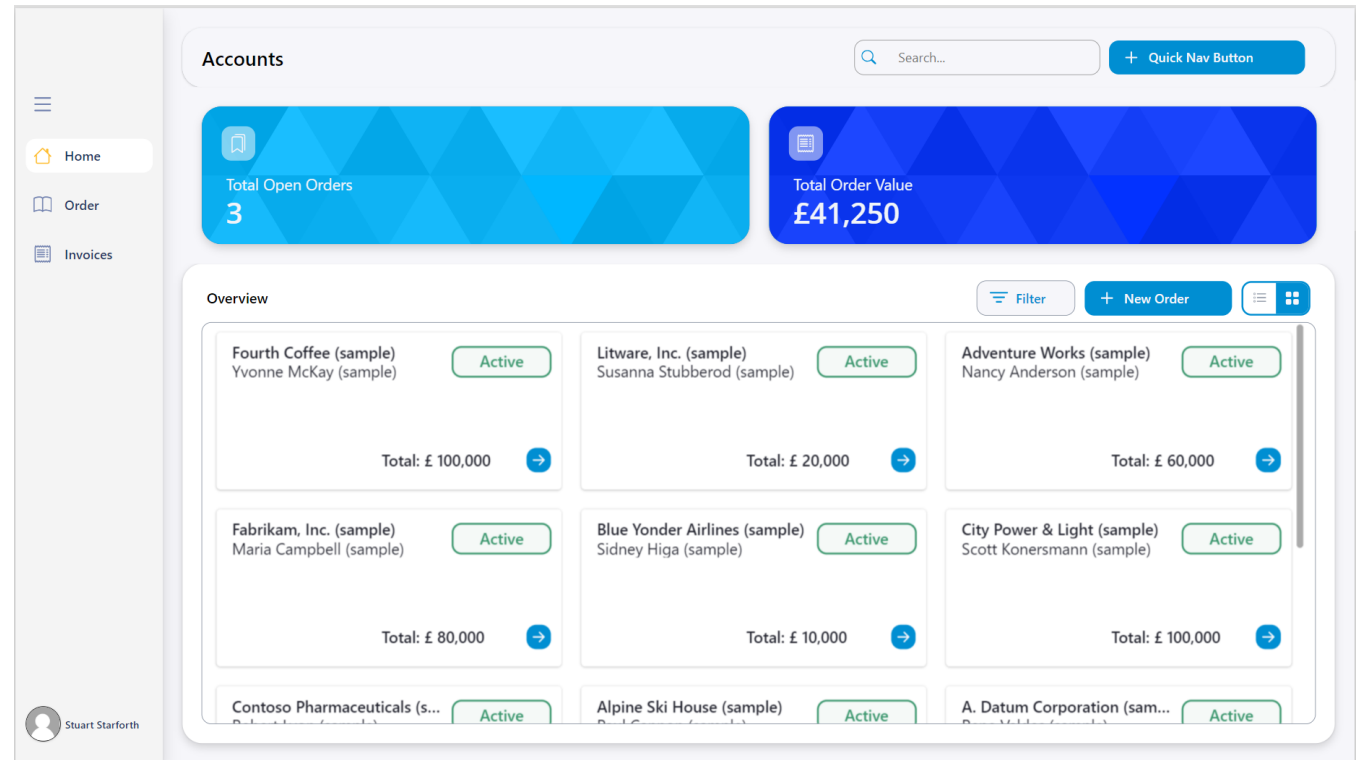 Accounts
Search...
+ Quick Nav Button
Home
Order
Invoices
Total Open Orders
3
Total Order Value
£41,250
Overview
Filter
+ New Order
Fourth Coffee (sample)
Yvonne McKay (sample)
Active
Total: £ 100,000
Litware, Inc. (sample)
Susanna Stubberod (sample)
Active
Total: £ 20,000
Adventure Works (sample)
Nancy Anderson (sample)
Active
Total: £ 60,000
Fabrikam, Inc. (sample)
Maria Campbell (sample)
Active
Total: £ 80,000
Blue Yonder Airlines (sample)
Sidney Higa (sample)
Active
Total: £ 10,000
City Power & Light (sample)
Scott Konersmann (sample)
Active
Total: £ 100,000
Contoso Pharmaceuticals (s...
Active
Alpine Ski House (sample)
Active
A. Datum Corporation (sam...
Active
Stuart Starforth